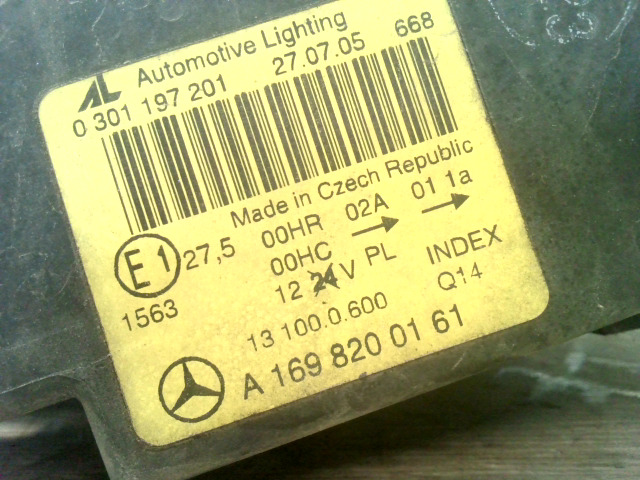 AL Automotive Lighting
0 301 197 201 27.07.05 668
Made in Czech Republic
E1 27,5 00HR 02A 01 1a
00HC
1563 12 24 V PL INDEX
13 100.0.600 Q14
A 169 820 01 61